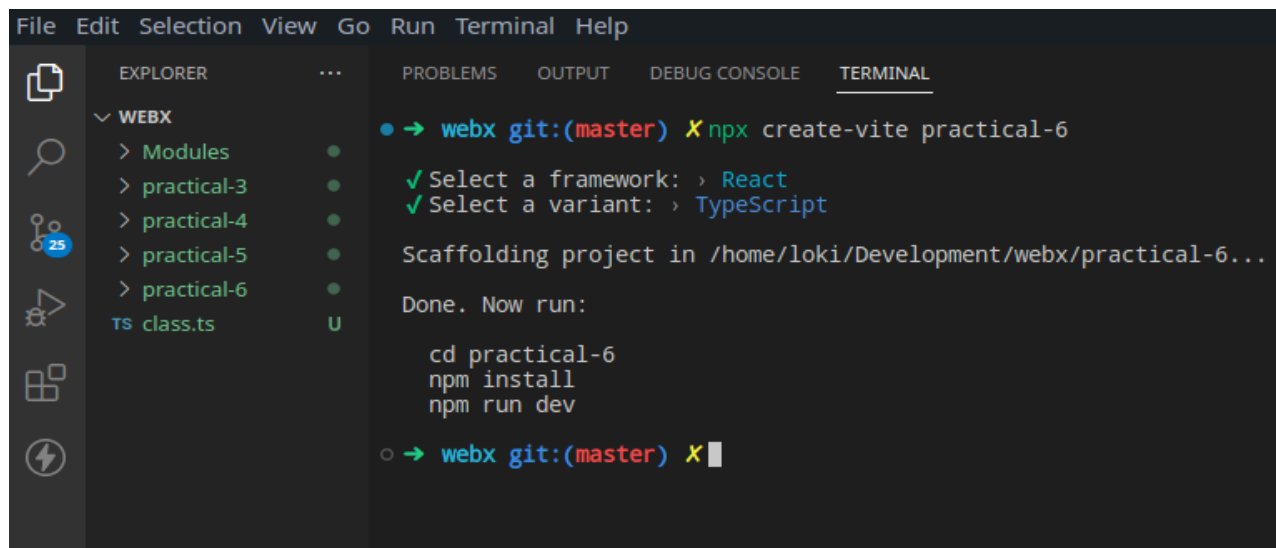 File Edit Selection View Go Run Terminal Help
EXPLORER ...
WEBX
> Modules
> practical-3
> practical-4
> practical-5
> practical-6
TS class.ts U
25
PROBLEMS OUTPUT DEBUG CONSOLE TERMINAL
➜ webx git:(master) ✗ npx create-vite practical-6
✓ Select a framework: › React
✓ Select a variant: › TypeScript
Scaffolding project in /home/loki/Development/webx/practical-6...
Done. Now run:
cd practical-6
npm install
npm run dev
➜ webx git:(master) ✗